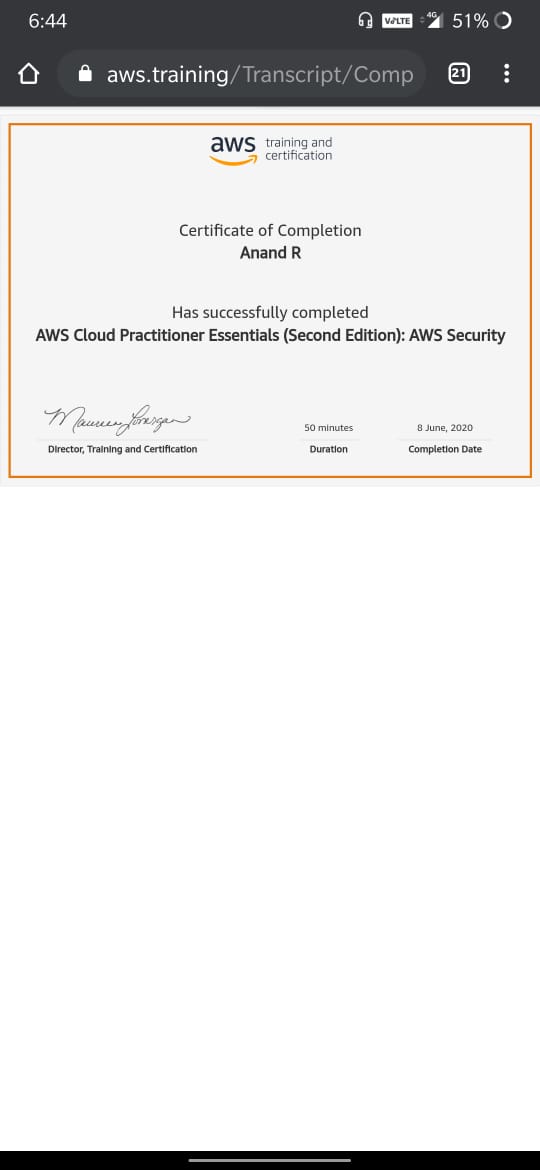 6:44
VoLTE 4G 51%
aws.training/Transcript/Comp 21
aws training and
certification
Certificate of Completion
Anand R
Has successfully completed
AWS Cloud Practitioner Essentials (Second Edition): AWS Security
Maureen Lonergan 50 minutes 8 June, 2020
Director, Training and Certification Duration Completion Date